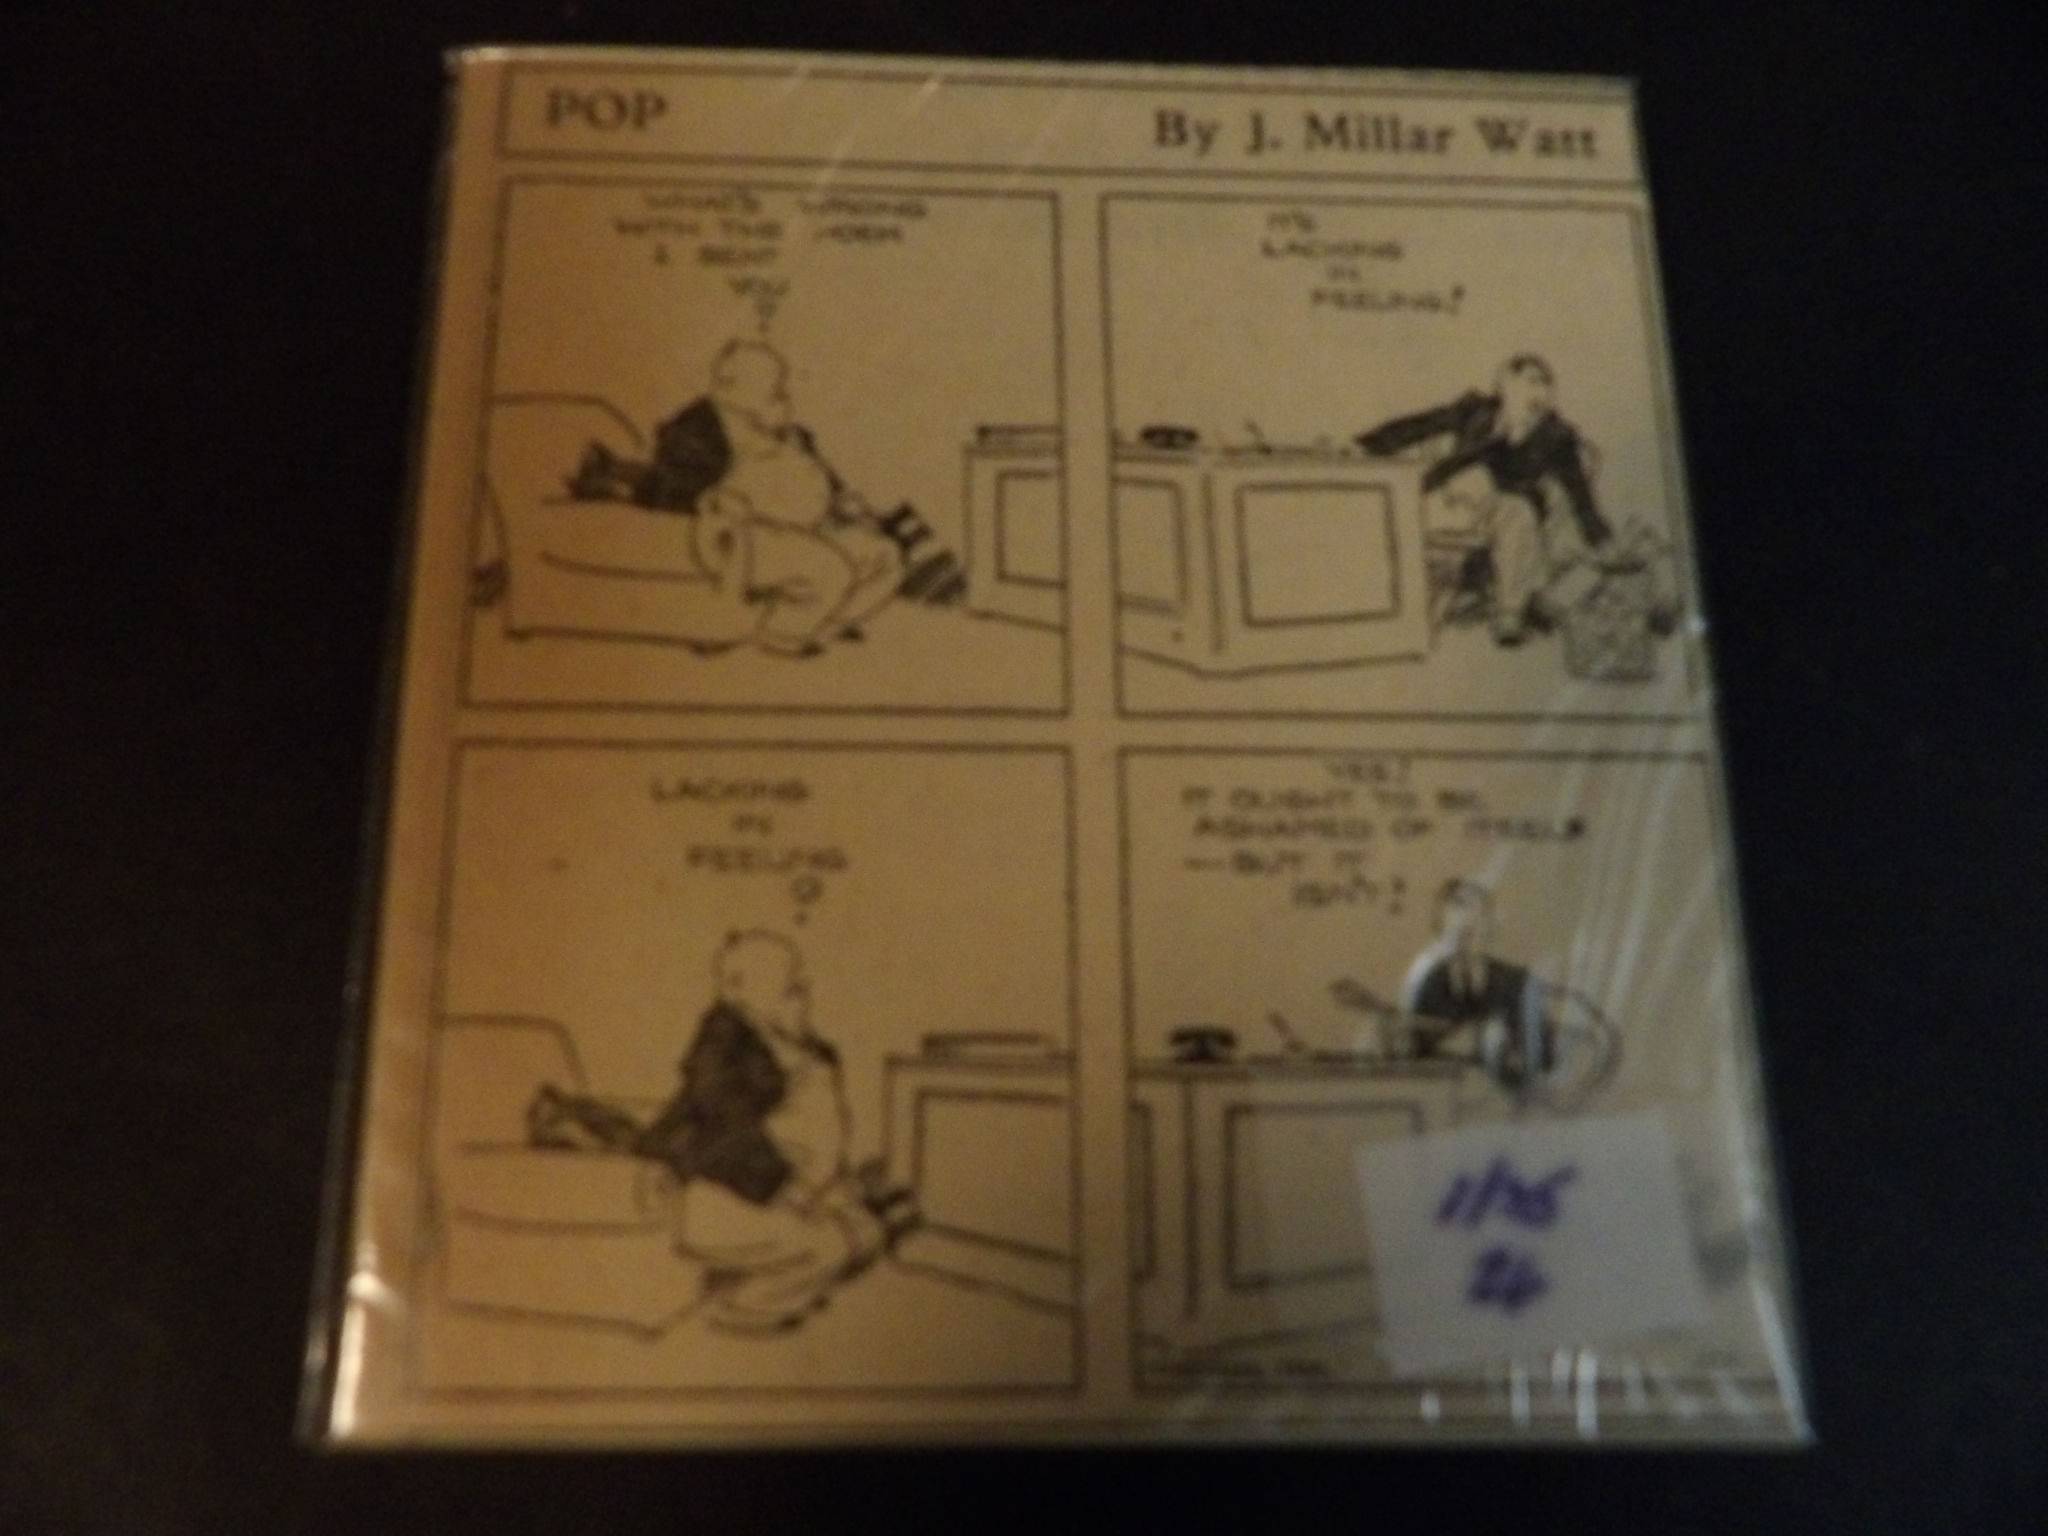 POP
By J. Millar Watt
WHAT'S WRONG
WITH THE POEM
I SENT
YOU
?
IT'S
LACKING
IN
FEELING!
LACKING
IN
FEELING
?
YES!
IT OUGHT TO BE
ASHAMED OF ITSELF
—BUT IT
ISN'T!